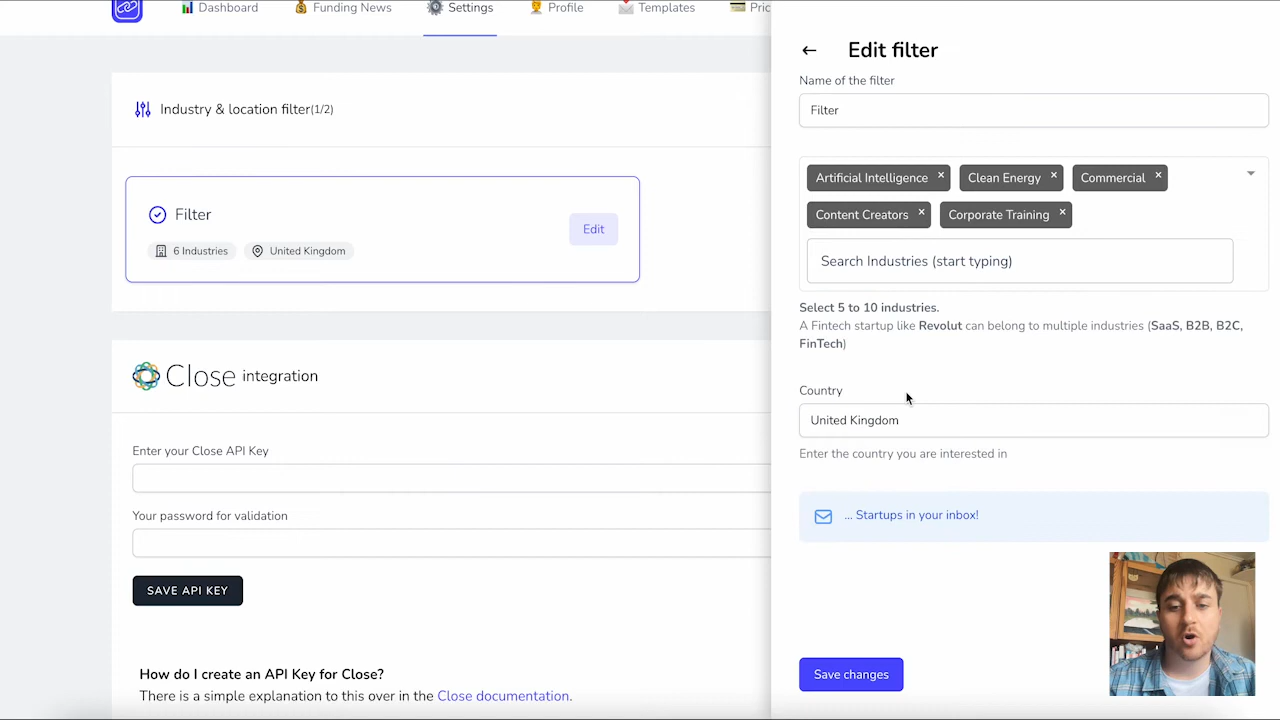 Dashboard
Funding News
Settings
Profile
Templates
Pric
Industry & location filter(1/2)
Filter
6 Industries
United Kingdom
Edit
Close integration
Enter your Close API Key
Your password for validation
SAVE API KEY
How do I create an API Key for Close?
There is a simple explanation to this over in the Close documentation.
Edit filter
Name of the filter
Filter
Artificial Intelligence ×
Clean Energy ×
Commercial ×
Content Creators ×
Corporate Training ×
Search Industries (start typing)
Select 5 to 10 industries.
A Fintech startup like Revolut can belong to multiple industries (SaaS, B2B, B2C,
FinTech)
Country
United Kingdom
Enter the country you are interested in
... Startups in your inbox!
Save changes